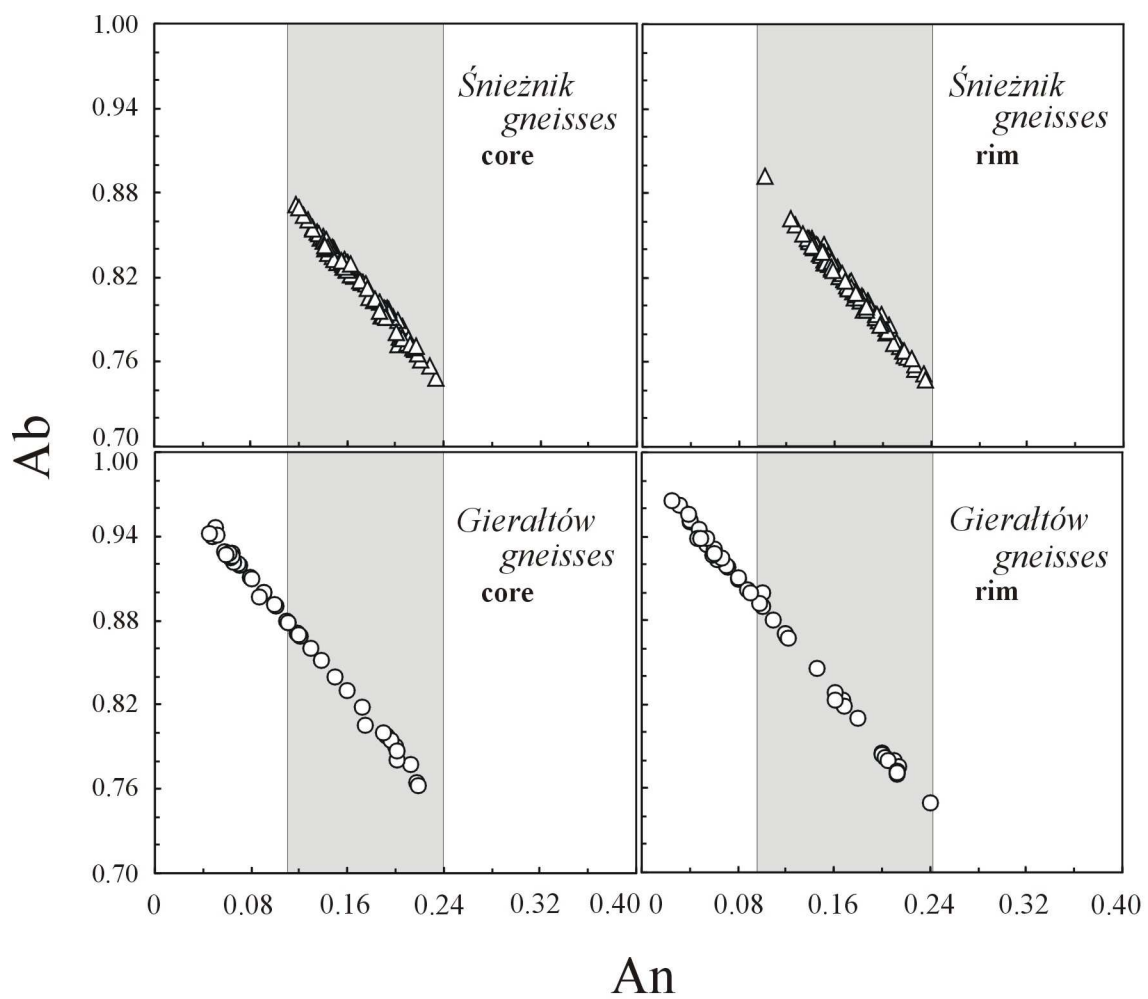 1.00
0.94
0.88
0.82
0.76
0.70
Śnieżnik
gneisses
core
Śnieżnik
gneisses
rim
Ab
1.00
0.94
0.88
0.82
0.76
0.70
Gierałtów
gneisses
core
Gierałtów
gneisses
rim
0 0.08 0.16 0.24 0.32 0.40 0 0.08 0.16 0.24 0.32 0.40
An